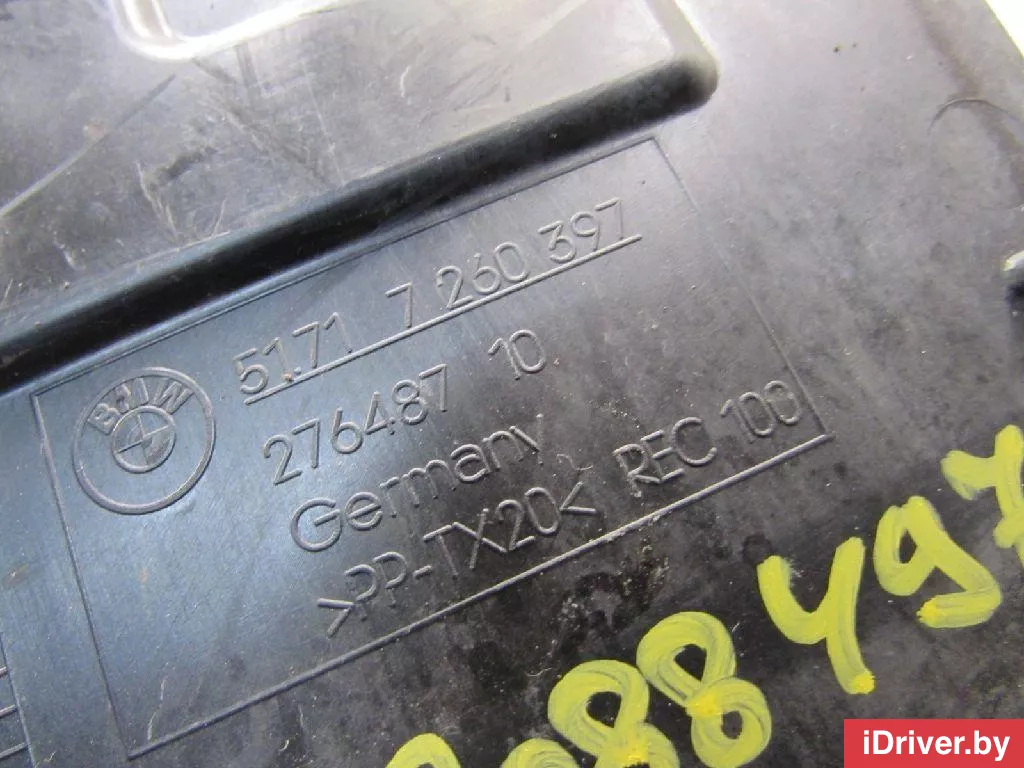 BMW
51.71 7 260 397
276487 10
Germany
>PP-TX20< REC 100
iDriver.by